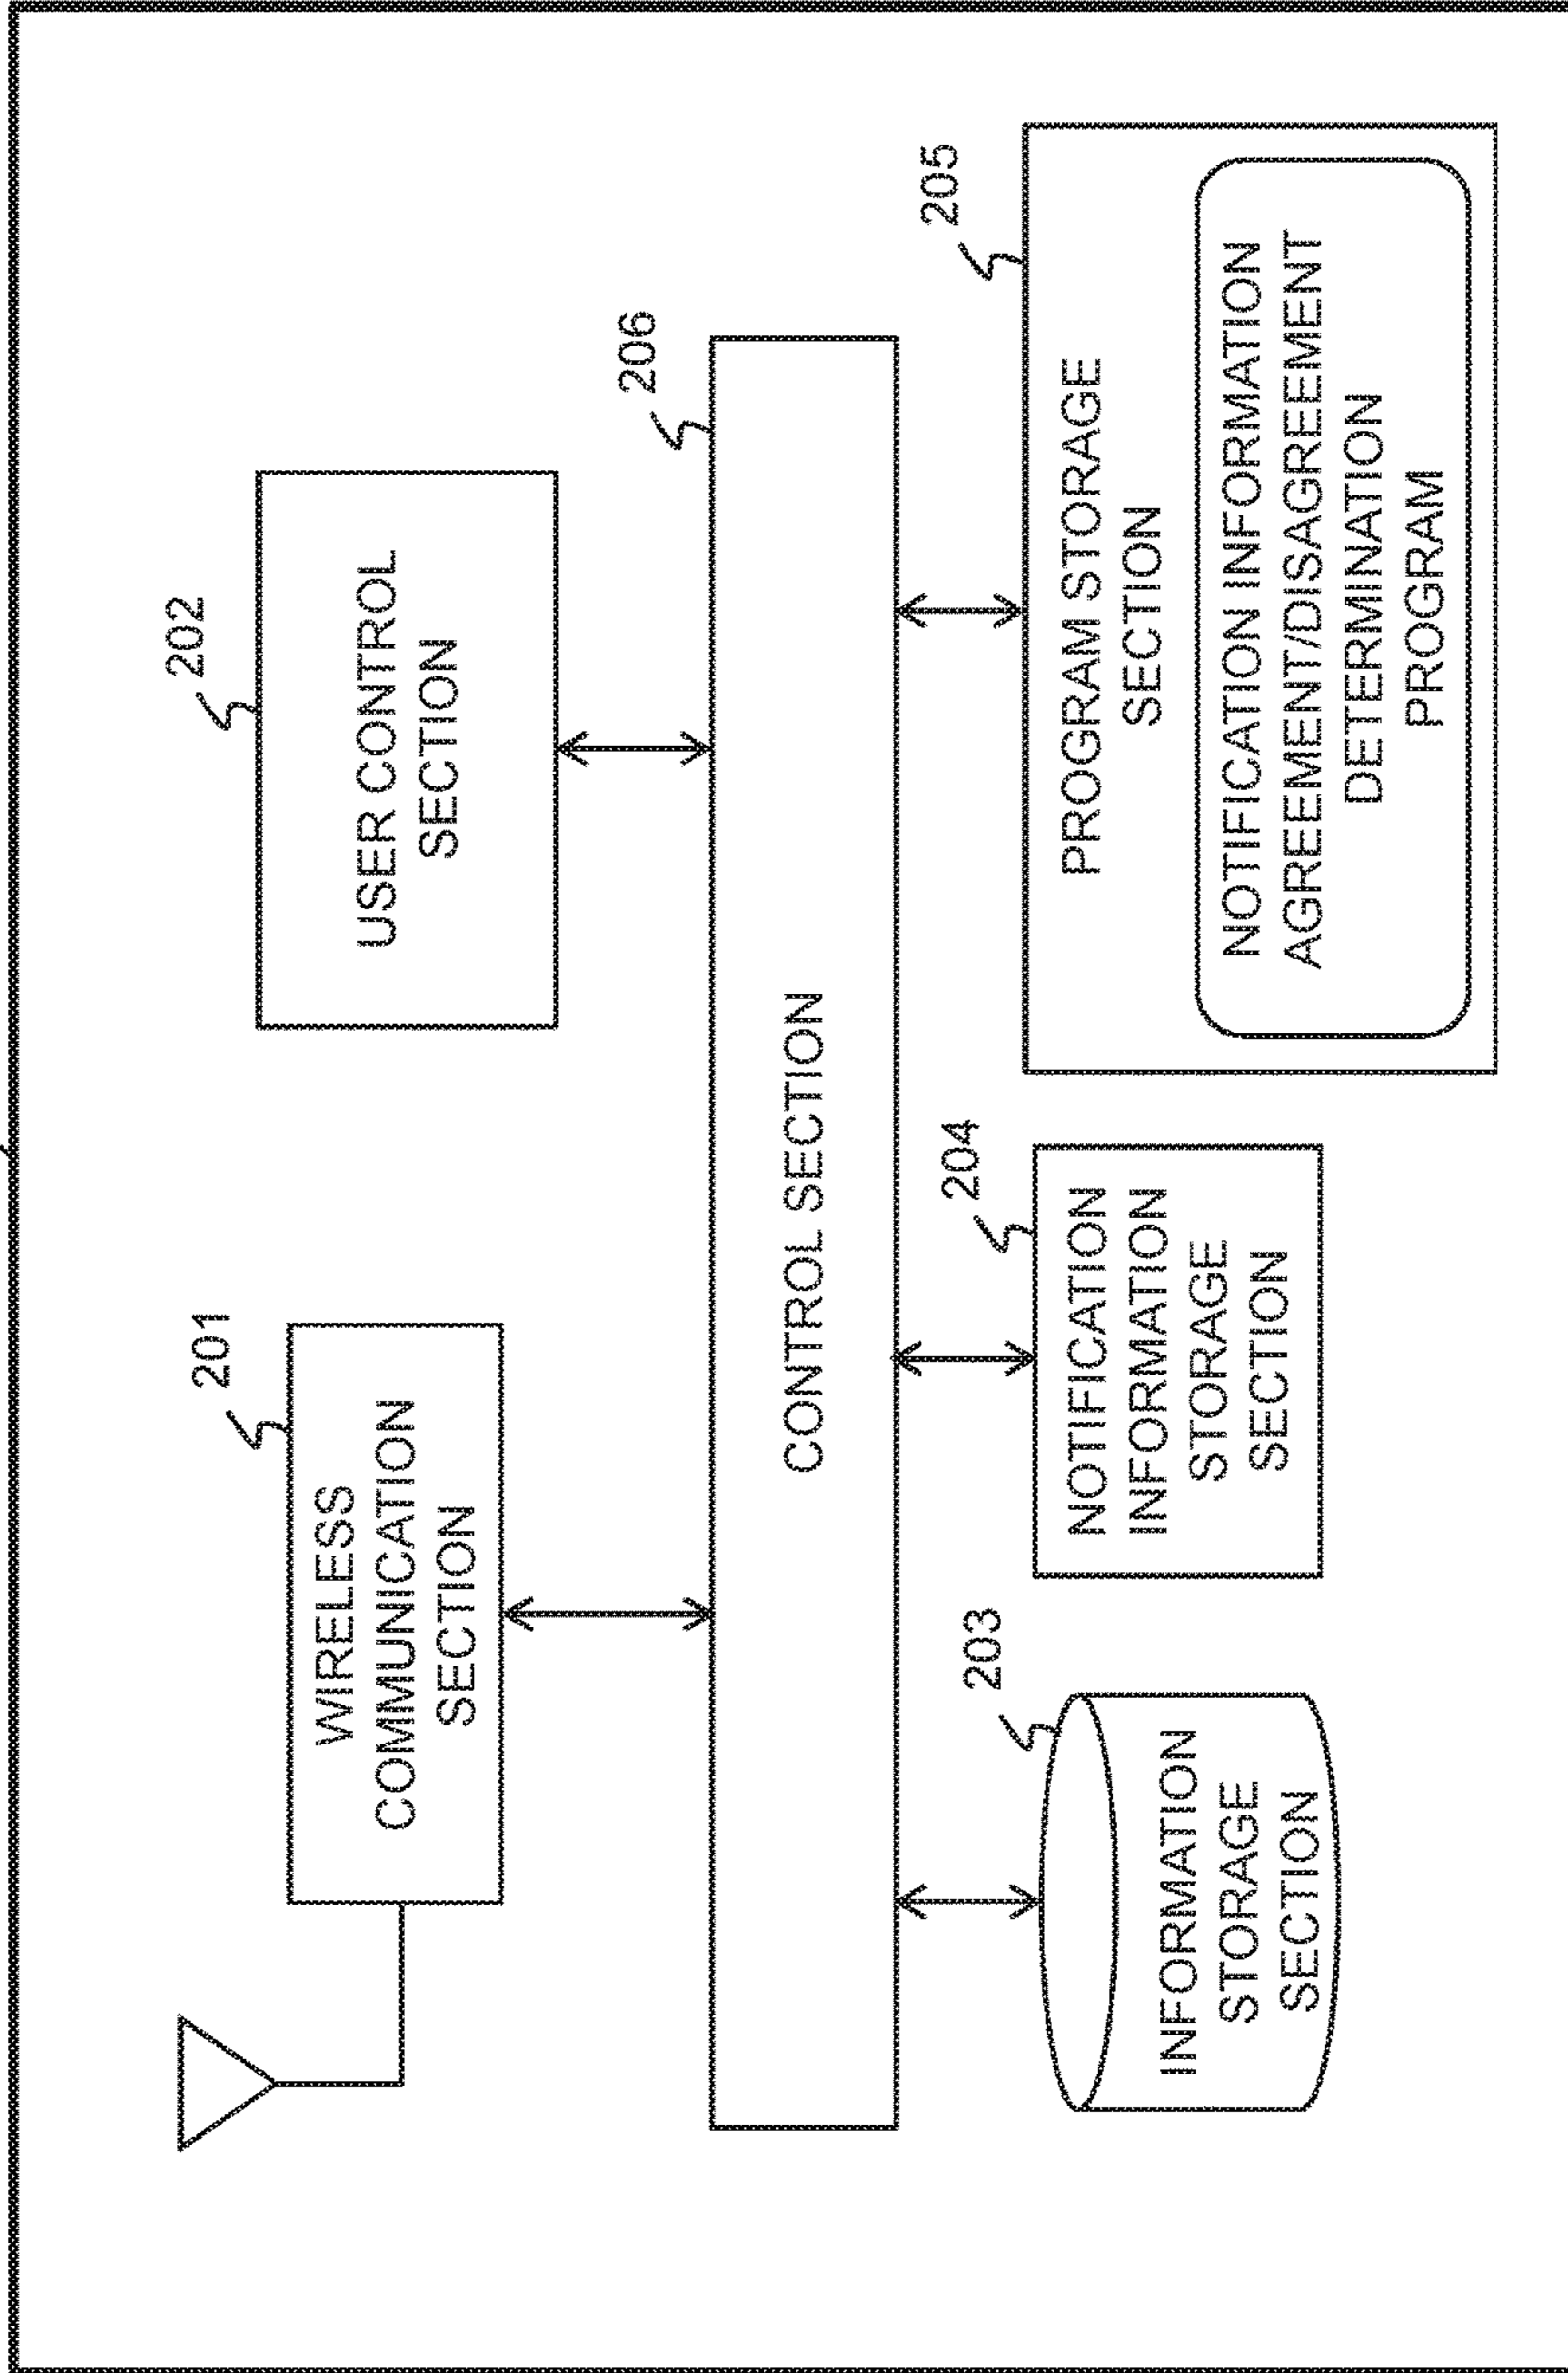 201
WIRELESS
COMMUNICATION
SECTION
202
USER CONTROL
SECTION
206
CONTROL SECTION
203
INFORMATION
STORAGE
SECTION
204
NOTIFICATION
INFORMATION
STORAGE
SECTION
205
PROGRAM STORAGE
SECTION
NOTIFICATION INFORMATION
AGREEMENT/DISAGREEMENT
DETERMINATION
PROGRAM